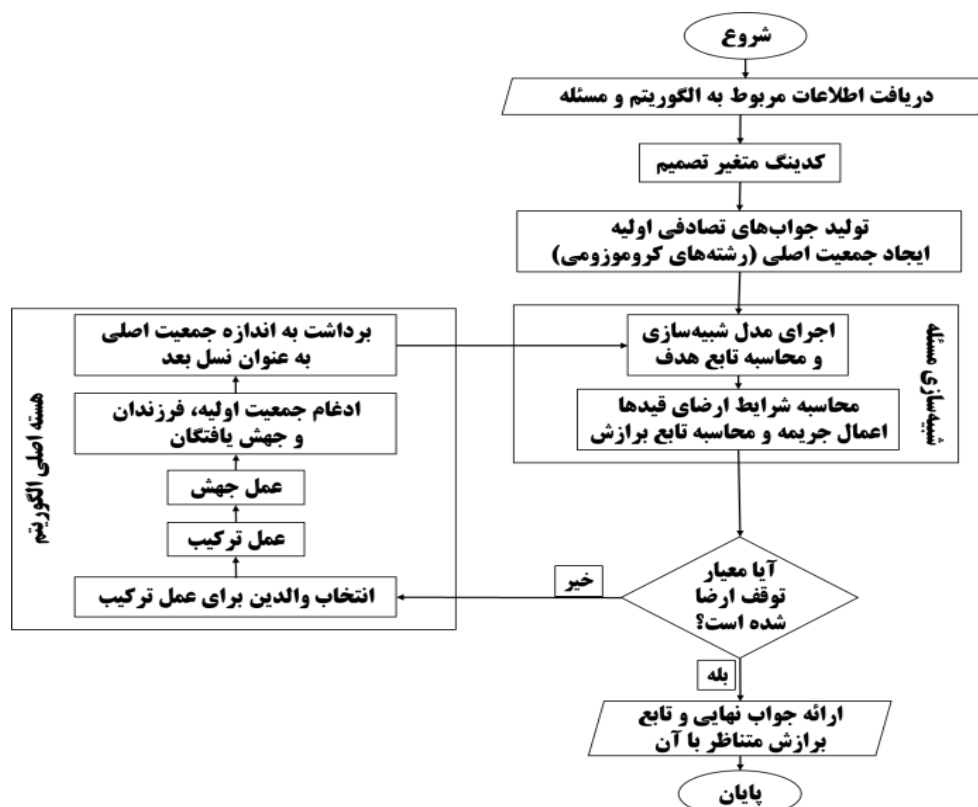 شروع
دریافت اطلاعات مربوط به الگوریتم و مسئله
کدینگ متغیر تصمیم
تولید جواب‌های تصادفی اولیه
ایجاد جمعیت اصلی (رشته‌های کروموزومی)
شبیه‌سازی مسئله
اجرای مدل شبیه‌سازی
و محاسبه تابع هدف
محاسبه شرایط ارضای قیدها
اعمال جریمه و محاسبه تابع برازش
آیا معیار
توقف ارضا
شده است؟
خیر
انتخاب والدین برای عمل ترکیب
عمل ترکیب
عمل جهش
ادغام جمعیت اولیه، فرزندان
و جهش یافتگان
برداشت به اندازه جمعیت اصلی
به عنوان نسل بعد
هسته اصلی الگوریتم
بله
ارائه جواب نهایی و تابع
برازش متناظر با آن
پایان